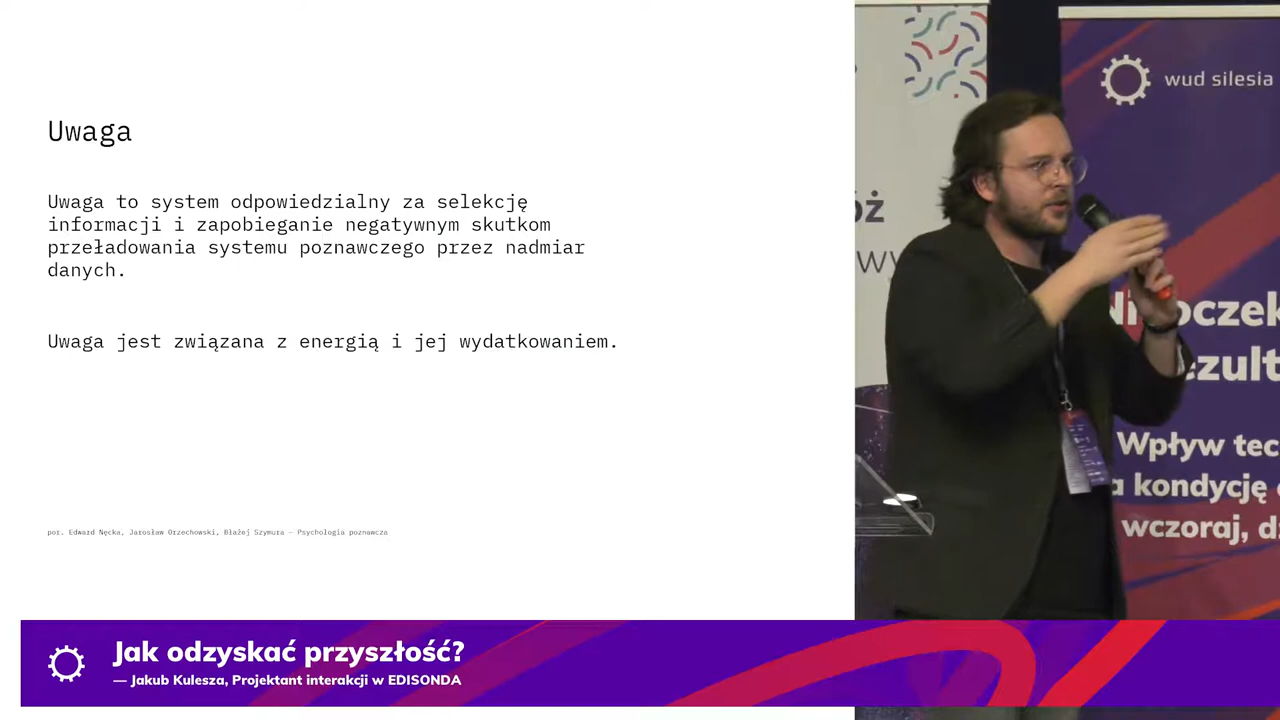 Uwaga
Uwaga to system odpowiedzialny za selekcję
informacji i zapobieganie negatywnym skutkom
przeładowania systemu poznawczego przez nadmiar
danych.
Uwaga jest związana z energią i jej wydatkowaniem.
por. Edward Nęcka, Jarosław Orzechowski, Błażej Szymura – Psychologia poznawcza
wud silesia
Wpływ
kondycję
wczoraj,
Jak odzyskać przyszłość?
— Jakub Kulesza, Projektant interakcji w EDISONDA